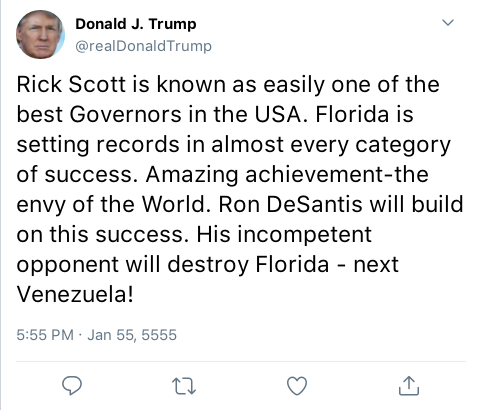 Donald J. Trump
@realDonaldTrump
Rick Scott is known as easily one of the
best Governors in the USA. Florida is
setting records in almost every category
of success. Amazing achievement-the
envy of the World. Ron DeSantis will build
on this success. His incompetent
opponent will destroy Florida - next
Venezuela!
5:55 PM · Jan 55, 5555